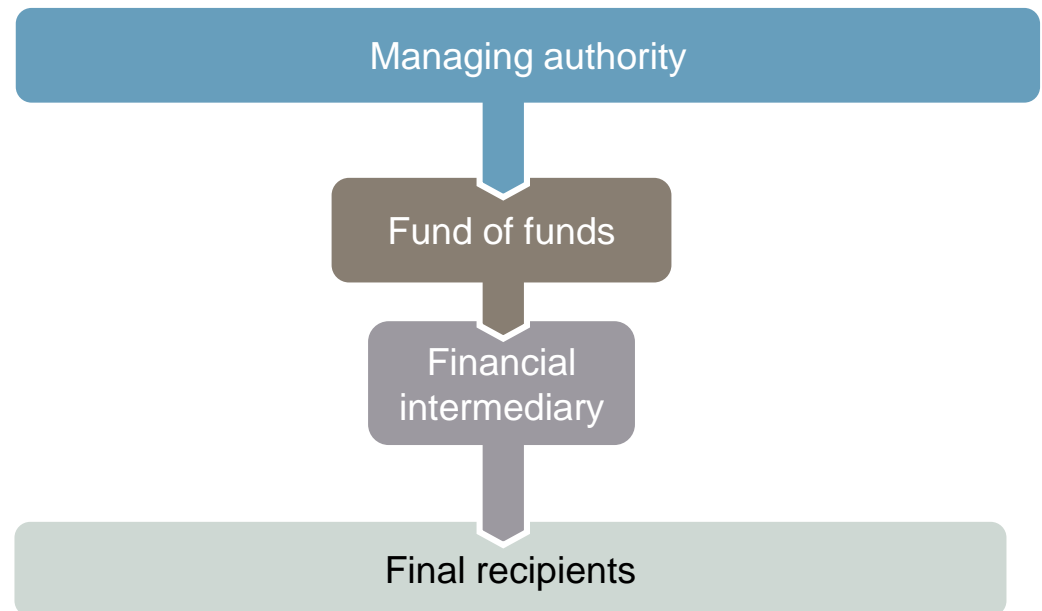 Managing authority
Fund of funds
Financial
intermediary
Final recipients